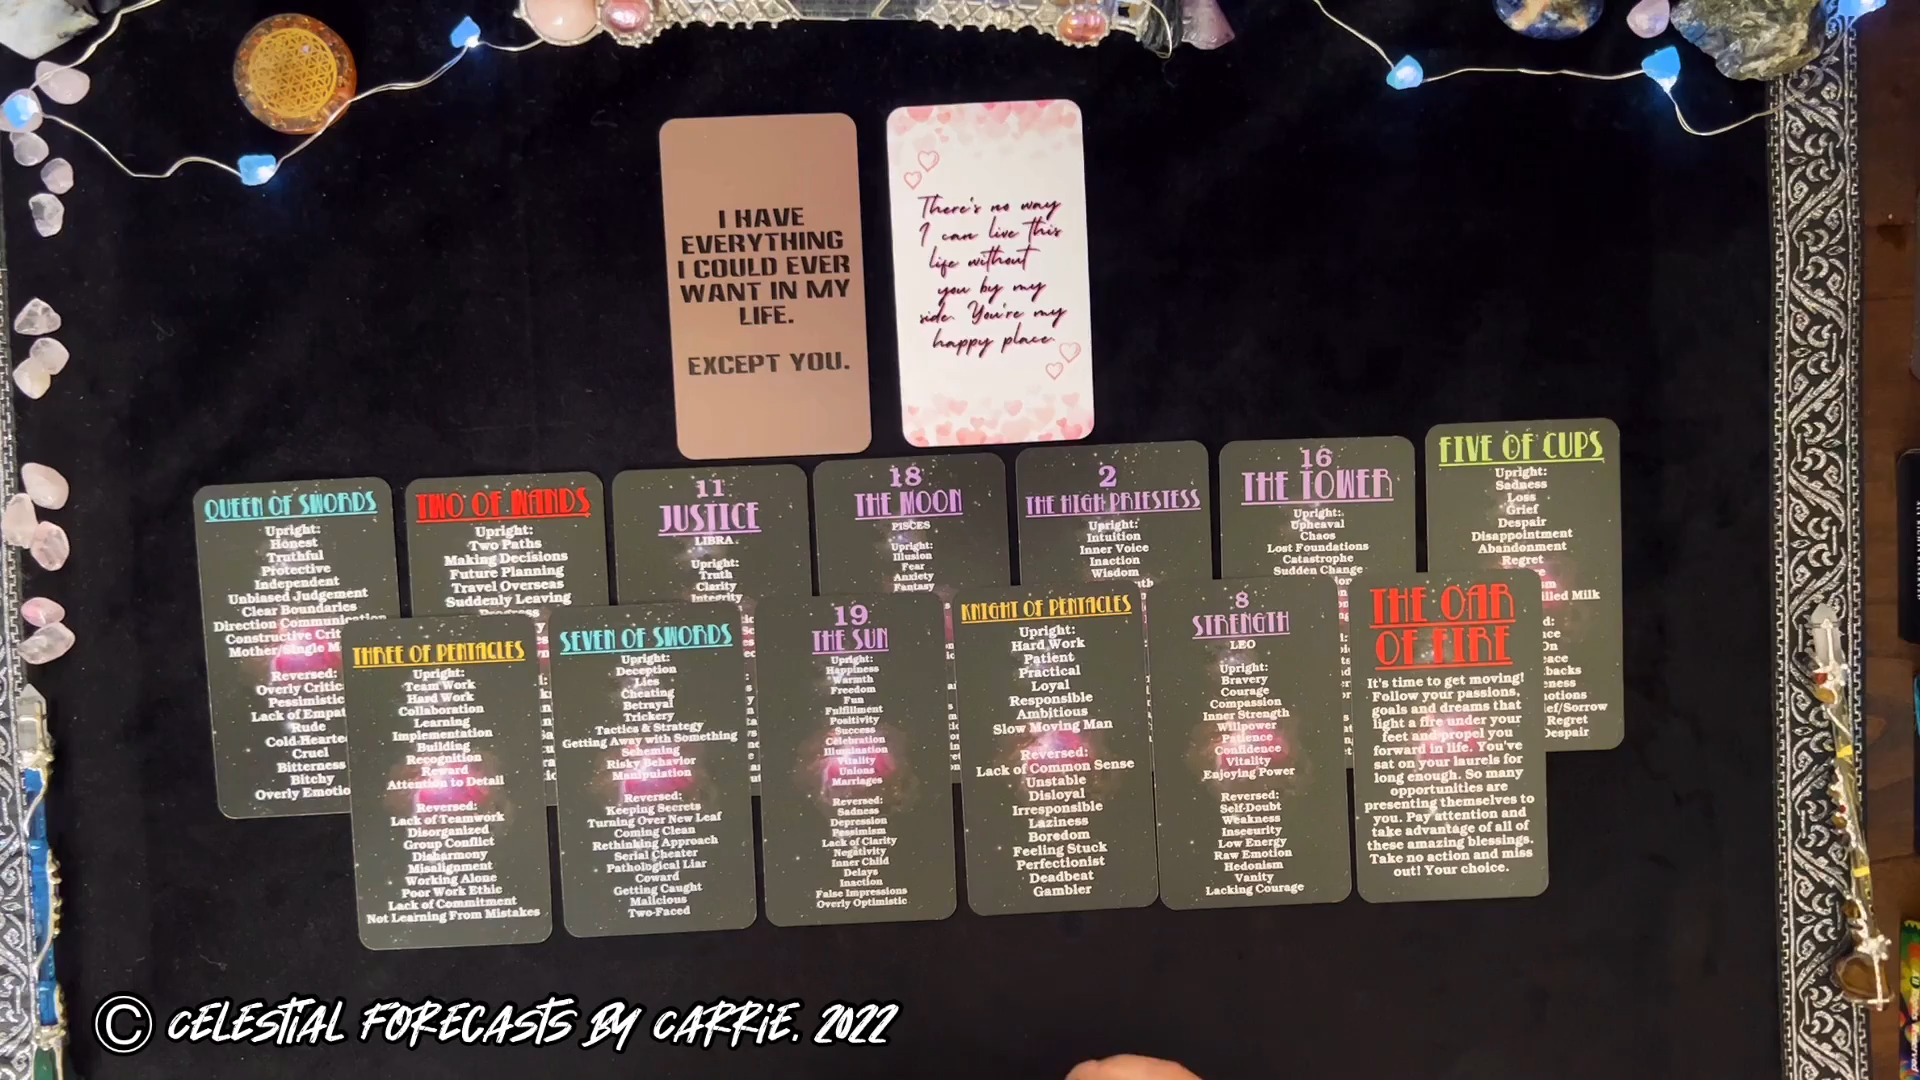 I HAVE
EVERYTHING
I COULD EVER
WANT IN MY
LIFE.
EXCEPT YOU.
There's no way
I can live this
life without
you by my
side. You're my
happy place.
QUEEN OF SWORDS
Upright:
Honest
Truthful
Protective
Independent
Unbiased Judgement
Clear Boundaries
Direction Communication
Constructive Crit
Mother/Single M
Reversed:
Overly Critic
Pessimistic
Lack of Empat
Rude
Cold-Hearte
Cruel
Bitterness
Bitchy
Overly Emotio
TWO OF WANDS
Upright:
Two Paths
Making Decisions
Future Planning
Travel Overseas
Suddenly Leaving
Progress
11
JUSTICE
LIBRA
Upright:
Truth
Clarity
Integrity
18
THE MOON
PISCES
Upright:
Illusion
Fear
Anxiety
Fantasy
2
THE HIGH PRIESTESS
Upright:
Intuition
Inner Voice
Inaction
Wisdom
16
THE TOWER
Upright:
Upheaval
Chaos
Lost Foundations
Catastrophe
Sudden Change
FIVE OF CUPS
Upright:
Sadness
Loss
Grief
Despair
Disappointment
Abandonment
Regret
illed Milk
ief/Sorrow
Regret
Despair
THREE OF PENTACLES
Upright:
Team Work
Hard Work
Collaboration
Learning
Implementation
Building
Recognition
Reward
Attention to Detail
Reversed:
Lack of Teamwork
Disorganized
Group Conflict
Disharmony
Misalignment
Working Alone
Poor Work Ethic
Lack of Commitment
Not Learning From Mistakes
SEVEN OF SWORDS
Upright:
Deception
Lies
Cheating
Betrayal
Trickery
Tactics & Strategy
Getting Away with Something
Scheming
Risky Behavior
Manipulation
Reversed:
Keeping Secrets
Turning Over New Leaf
Coming Clean
Rethinking Approach
Serial Cheater
Pathological Liar
Coward
Getting Caught
Malicious
Two-Faced
19
THE SUN
Upright:
Happiness
Warmth
Freedom
Fun
Fulfillment
Positivity
Success
Celebration
Illumination
Vitality
Unions
Marriages
Reversed:
Sadness
Depression
Pessimism
Lack of Clarity
Negativity
Inner Child
Delays
Inaction
False Impressions
Overly Optimistic
KNIGHT OF PENTACLES
Upright:
Hard Work
Patient
Practical
Loyal
Responsible
Ambitious
Slow Moving Man
Reversed:
Lack of Common Sense
Unstable
Disloyal
Irresponsible
Laziness
Boredom
Feeling Stuck
Perfectionist
Deadbeat
Gambler
8
STRENGTH
LEO
Upright:
Bravery
Courage
Compassion
Inner Strength
Willpower
Patience
Confidence
Vitality
Enjoying Power
Reversed:
Self-Doubt
Weakness
Insecurity
Low Energy
Raw Emotion
Hedonism
Vanity
Lacking Courage
THE OAR
OF FIRE
It's time to get moving!
Follow your passions,
goals and dreams that
light a fire under your
feet and propel you
forward in life. You've
sat on your laurels for
long enough. So many
opportunities are
presenting themselves to
you. Pay attention and
take advantage of all of
these amazing blessings.
Take no action and miss
out! Your choice.
© CELESTIAL FORECASTS BY CARRIE. 2022